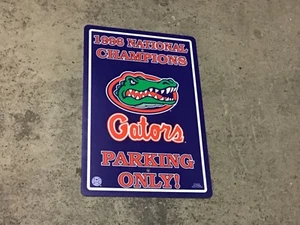 1996 NATIONAL
CHAMPIONS
Gators
PARKING
ONLY!